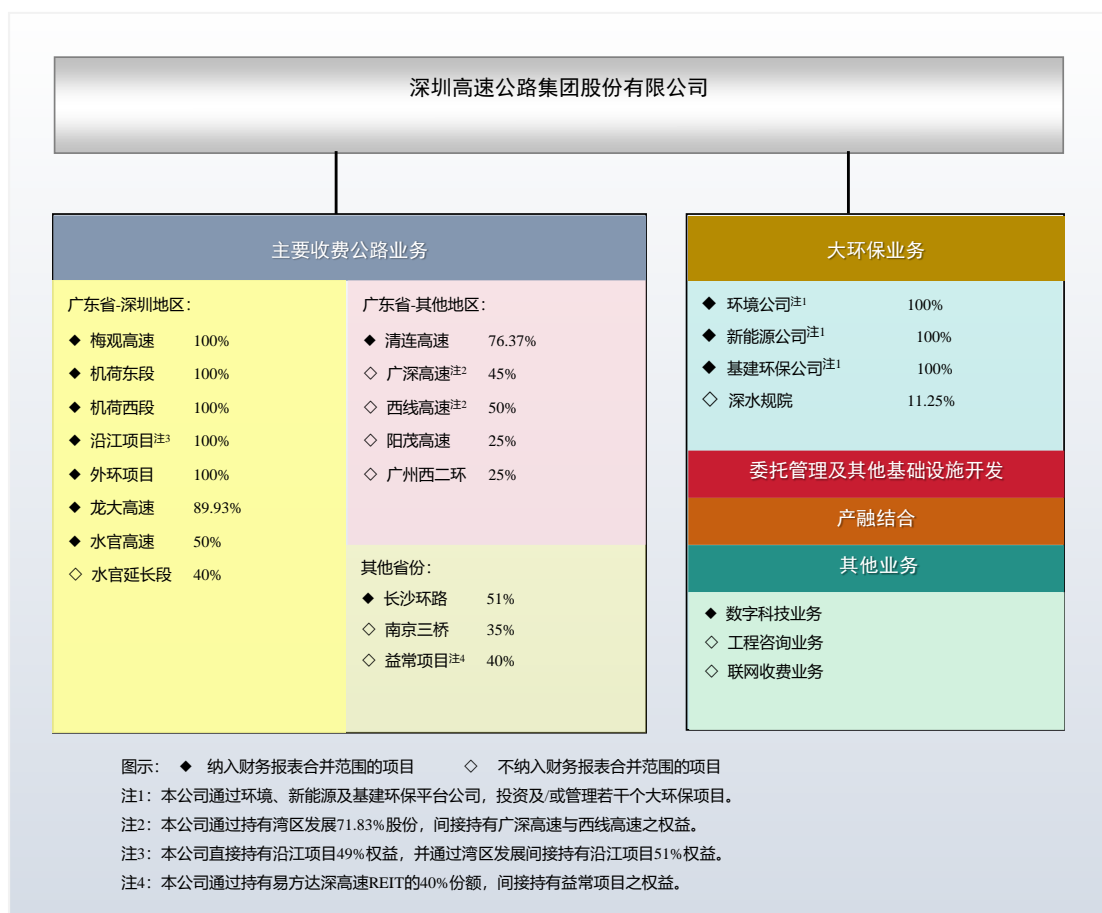 深圳高速公路集团股份有限公司
主要收费公路业务
广东省-深圳地区：
◆ 梅观高速 100%
◆ 机荷东段 100%
◆ 机荷西段 100%
◆ 沿江项目注3 100%
◆ 外环项目 100%
◆ 龙大高速 89.93%
◆ 水官高速 50%
◇ 水官延长段 40%
广东省-其他地区：
◆ 清连高速 76.37%
◇ 广深高速注2 45%
◇ 西线高速注2 50%
◇ 阳茂高速 25%
◇ 广州西二环 25%
其他省份：
◆ 长沙环路 51%
◇ 南京三桥 35%
◇ 益常项目注4 40%
大环保业务
◆ 环境公司注1 100%
◆ 新能源公司注1 100%
◆ 基建环保公司注1 100%
◇ 深水规院 11.25%
委托管理及其他基础设施开发
产融结合
其他业务
◆ 数字科技业务
◇ 工程咨询业务
◇ 联网收费业务
图示： ◆ 纳入财务报表合并范围的项目 ◇ 不纳入财务报表合并范围的项目
注1：本公司通过环境、新能源及基建环保平台公司，投资及/或管理若干个大环保项目。
注2：本公司通过持有湾区发展71.83%股份，间接持有广深高速与西线高速之权益。
注3：本公司直接持有沿江项目49%权益，并通过湾区发展间接持有沿江项目51%权益。
注4：本公司通过持有易方达深高速REIT的40%份额，间接持有益常项目之权益。